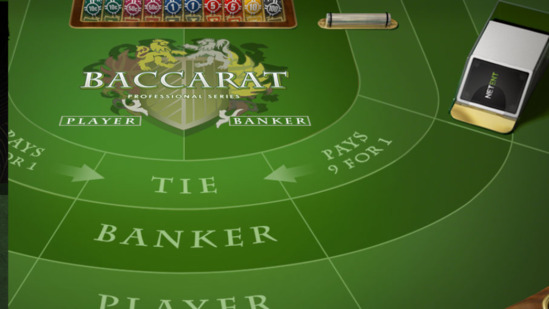 BACCARAT
PROFESSIONAL SERIES
PLAYER
BANKER
NETENT
PAYS
9 FOR 1
PAYS
FOR 1
TIE
BANKER
PLAYER